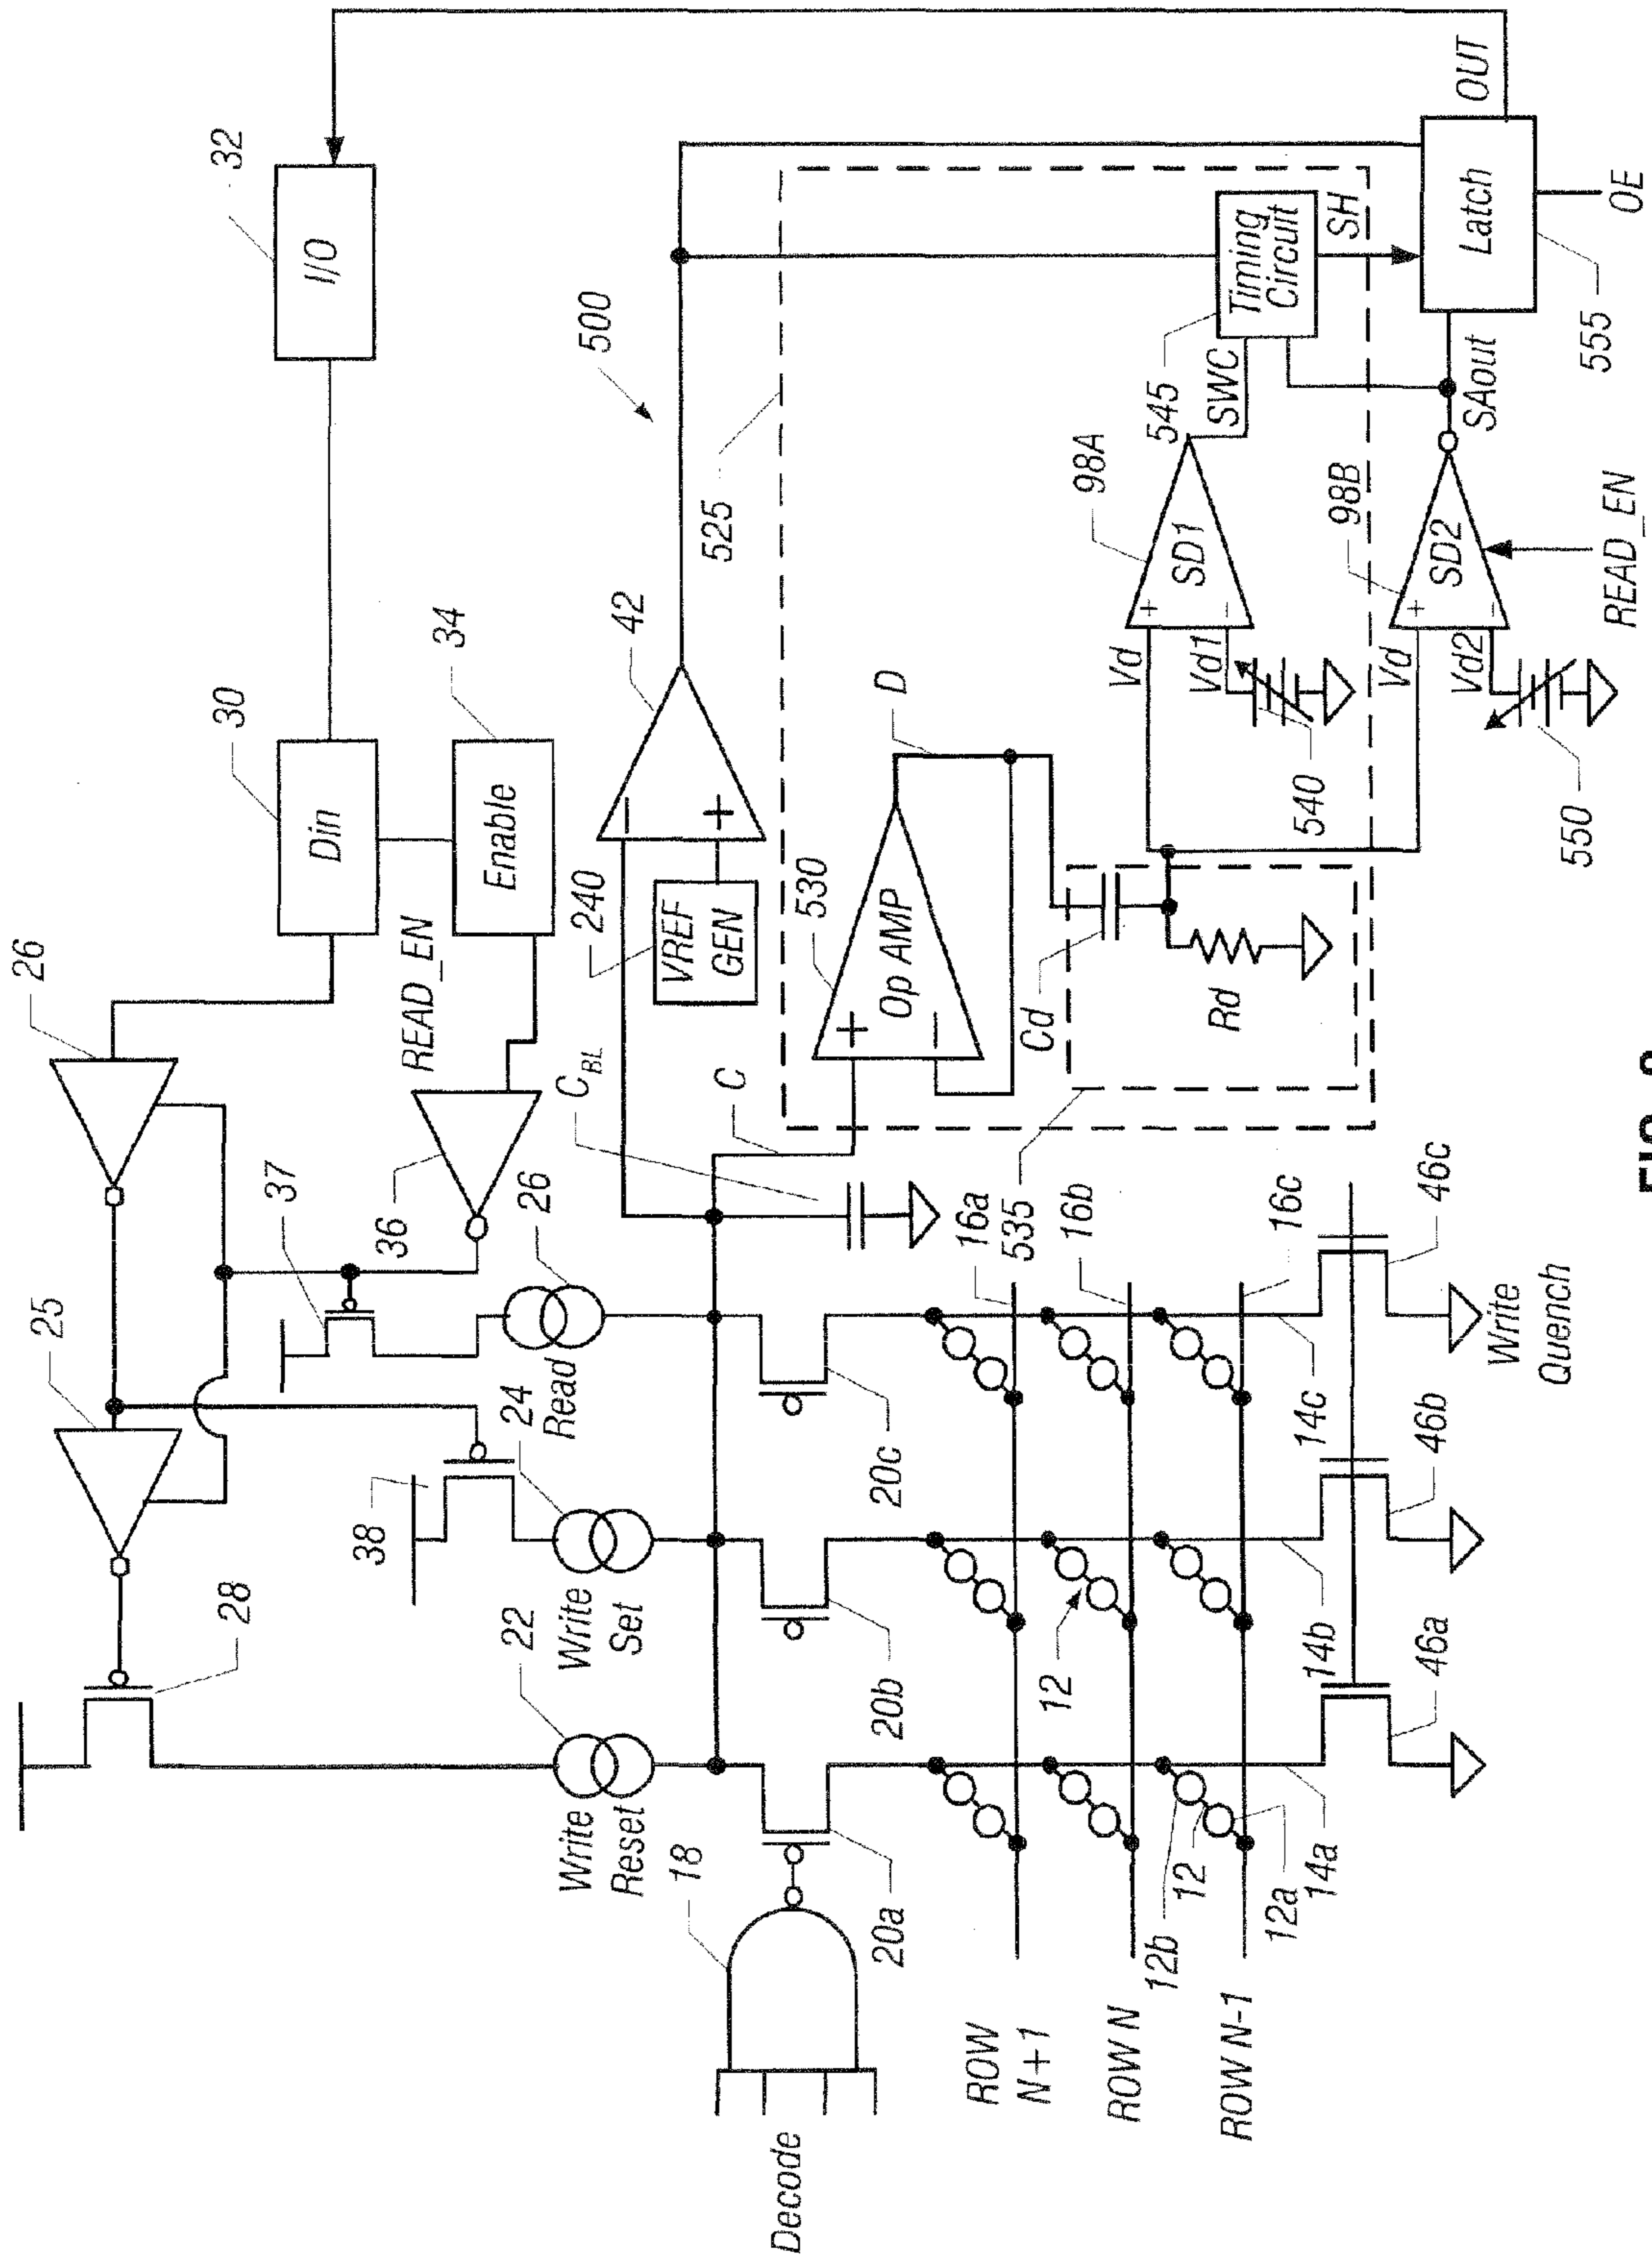 Decode
18
Write
Reset
22
28
Write
Set
24
38
25
Read
26
37
36
26
READ_EN
30
Din
34
Enable
32
I/O
OUT
500
525
42
240
VREF
GEN
C_BL
C
530
Op AMP
+
−
D
Cd
Rd
535
Vd
Vd1
540
SD1
+
−
98A
SWC
545
Timing
Circuit
SH
Vd
Vd2
550
SD2
+
−
98B
READ_EN
SAout
Latch
555
OE
20a
20b
20c
ROW
N+1
ROW N
ROW N-1
16a
16b
16c
12
12b
12
12a
14a
14b
14c
46a
46b
46c
Write
Quench